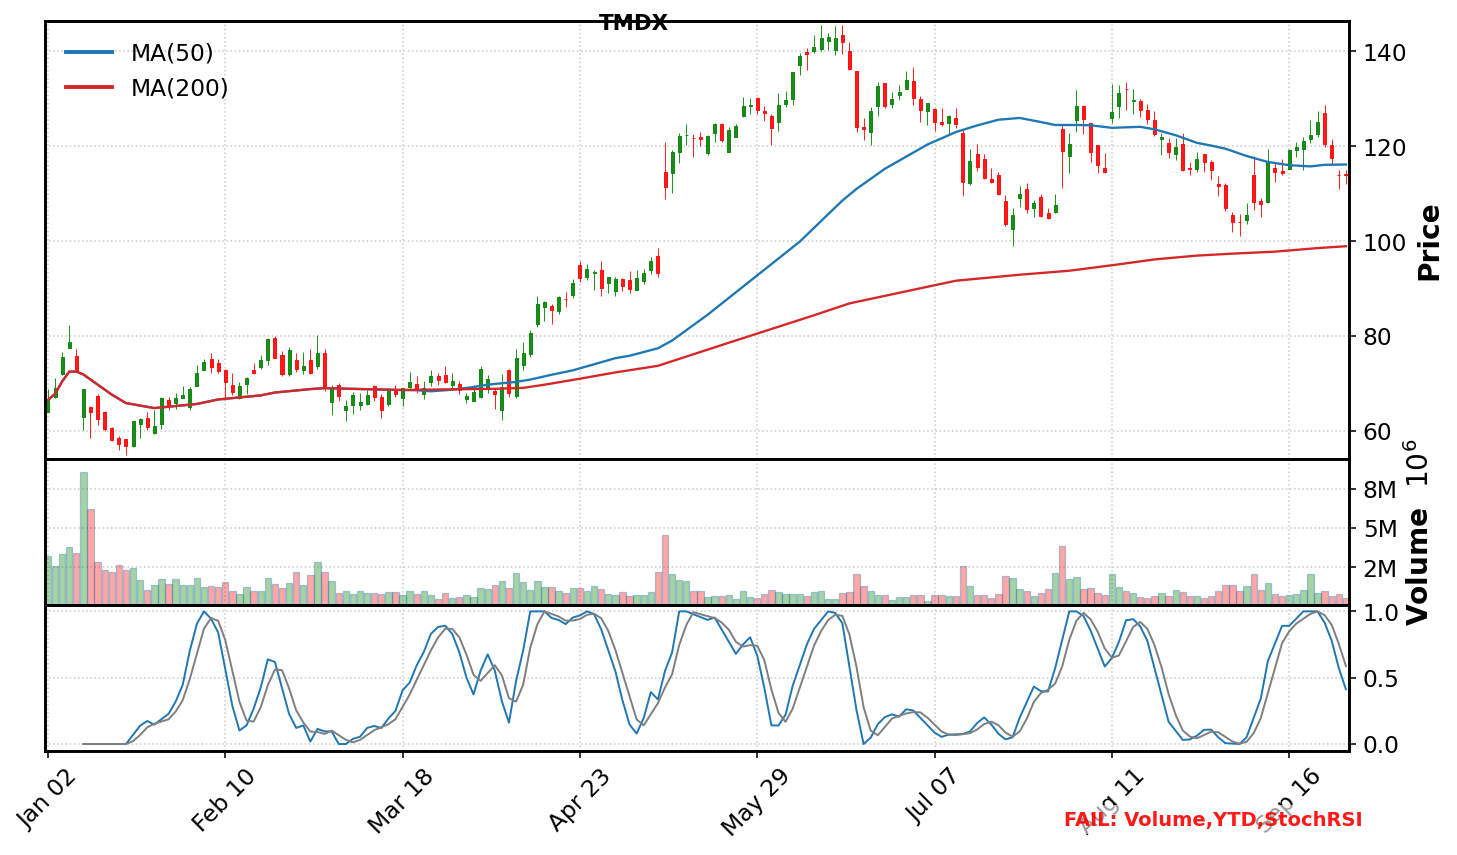 TMDX
MA(50)
MA(200)
140
120
100
80
60
Price
8M
5M
2M
Volume 10^6
1.0
0.5
0.0
Jan 02
Feb 10
Mar 18
Apr 23
May 29
Jul 07
Aug 11
Sep 16
FAIL: Volume,YTD,StochRSI